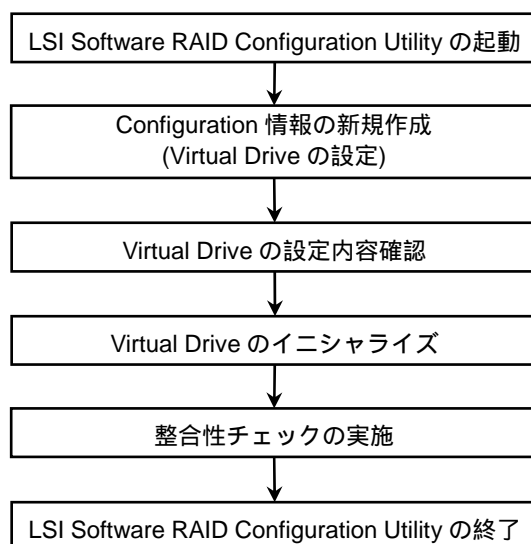 LSI Software RAID Configuration Utility の起動
Configuration 情報の新規作成
(Virtual Drive の設定)
Virtual Drive の設定内容確認
Virtual Drive のイニシャライズ
整合性チェックの実施
LSI Software RAID Configuration Utility の終了